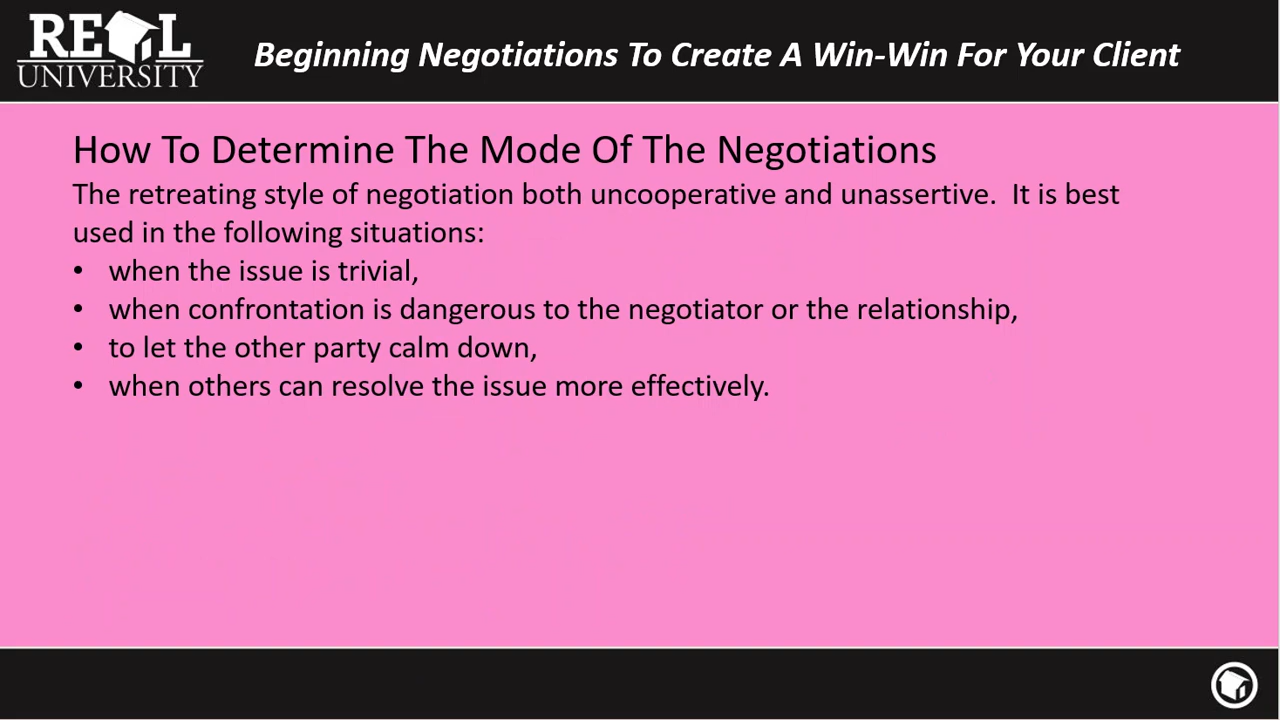 RE L
UNIVERSITY
Beginning Negotiations To Create A Win-Win For Your Client
How To Determine The Mode Of The Negotiations
The retreating style of negotiation both uncooperative and unassertive.  It is best
used in the following situations:
• when the issue is trivial,
• when confrontation is dangerous to the negotiator or the relationship,
• to let the other party calm down,
• when others can resolve the issue more effectively.